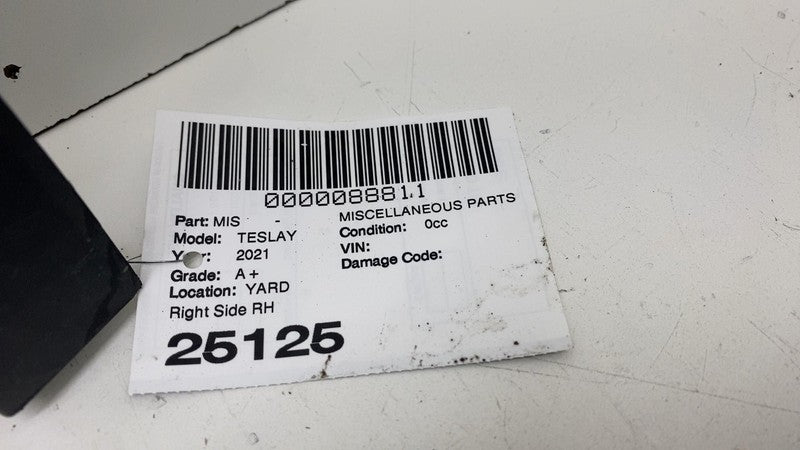 0000088811
Part: MIS -
MISCELLANEOUS PARTS
Model: TESLAY
Condition: 0cc
Year: 2021
VIN:
Grade: A+
Damage Code:
Location: YARD
Right Side RH
25125